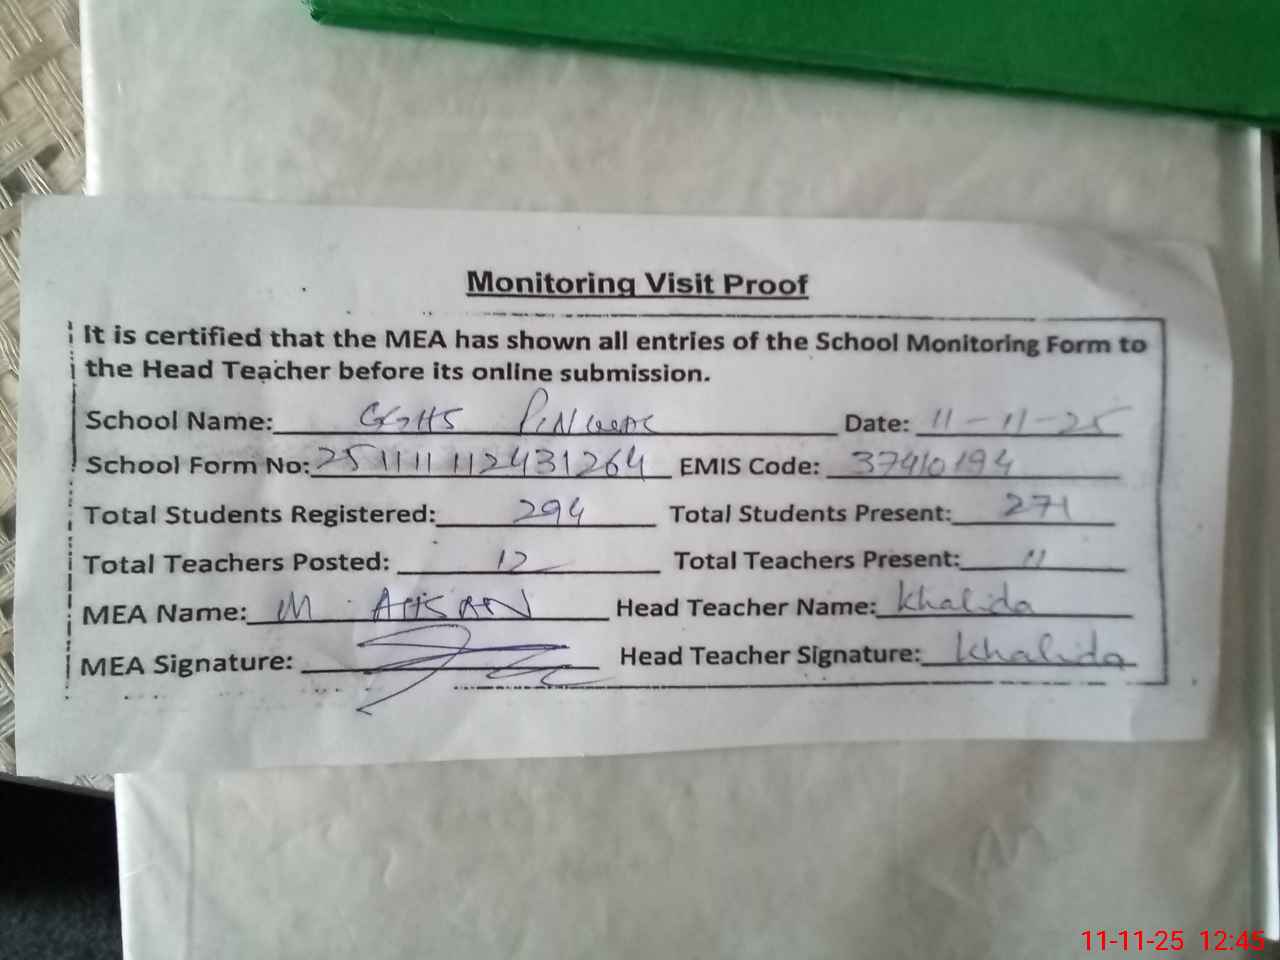 Monitoring Visit Proof
It is certified that the MEA has shown all entries of the School Monitoring Form to
the Head Teacher before its online submission.
School Name: GGHS Date: 11-11-25
School Form No: 2511111112431264 EMIS Code: 37410194
Total Students Registered: 294 Total Students Present: 271
Total Teachers Posted: 12 Total Teachers Present: 11
MEA Name: M. AHSAN Head Teacher Name: Khalida
MEA Signature: Head Teacher Signature: Khalida
11-11-25 12:45